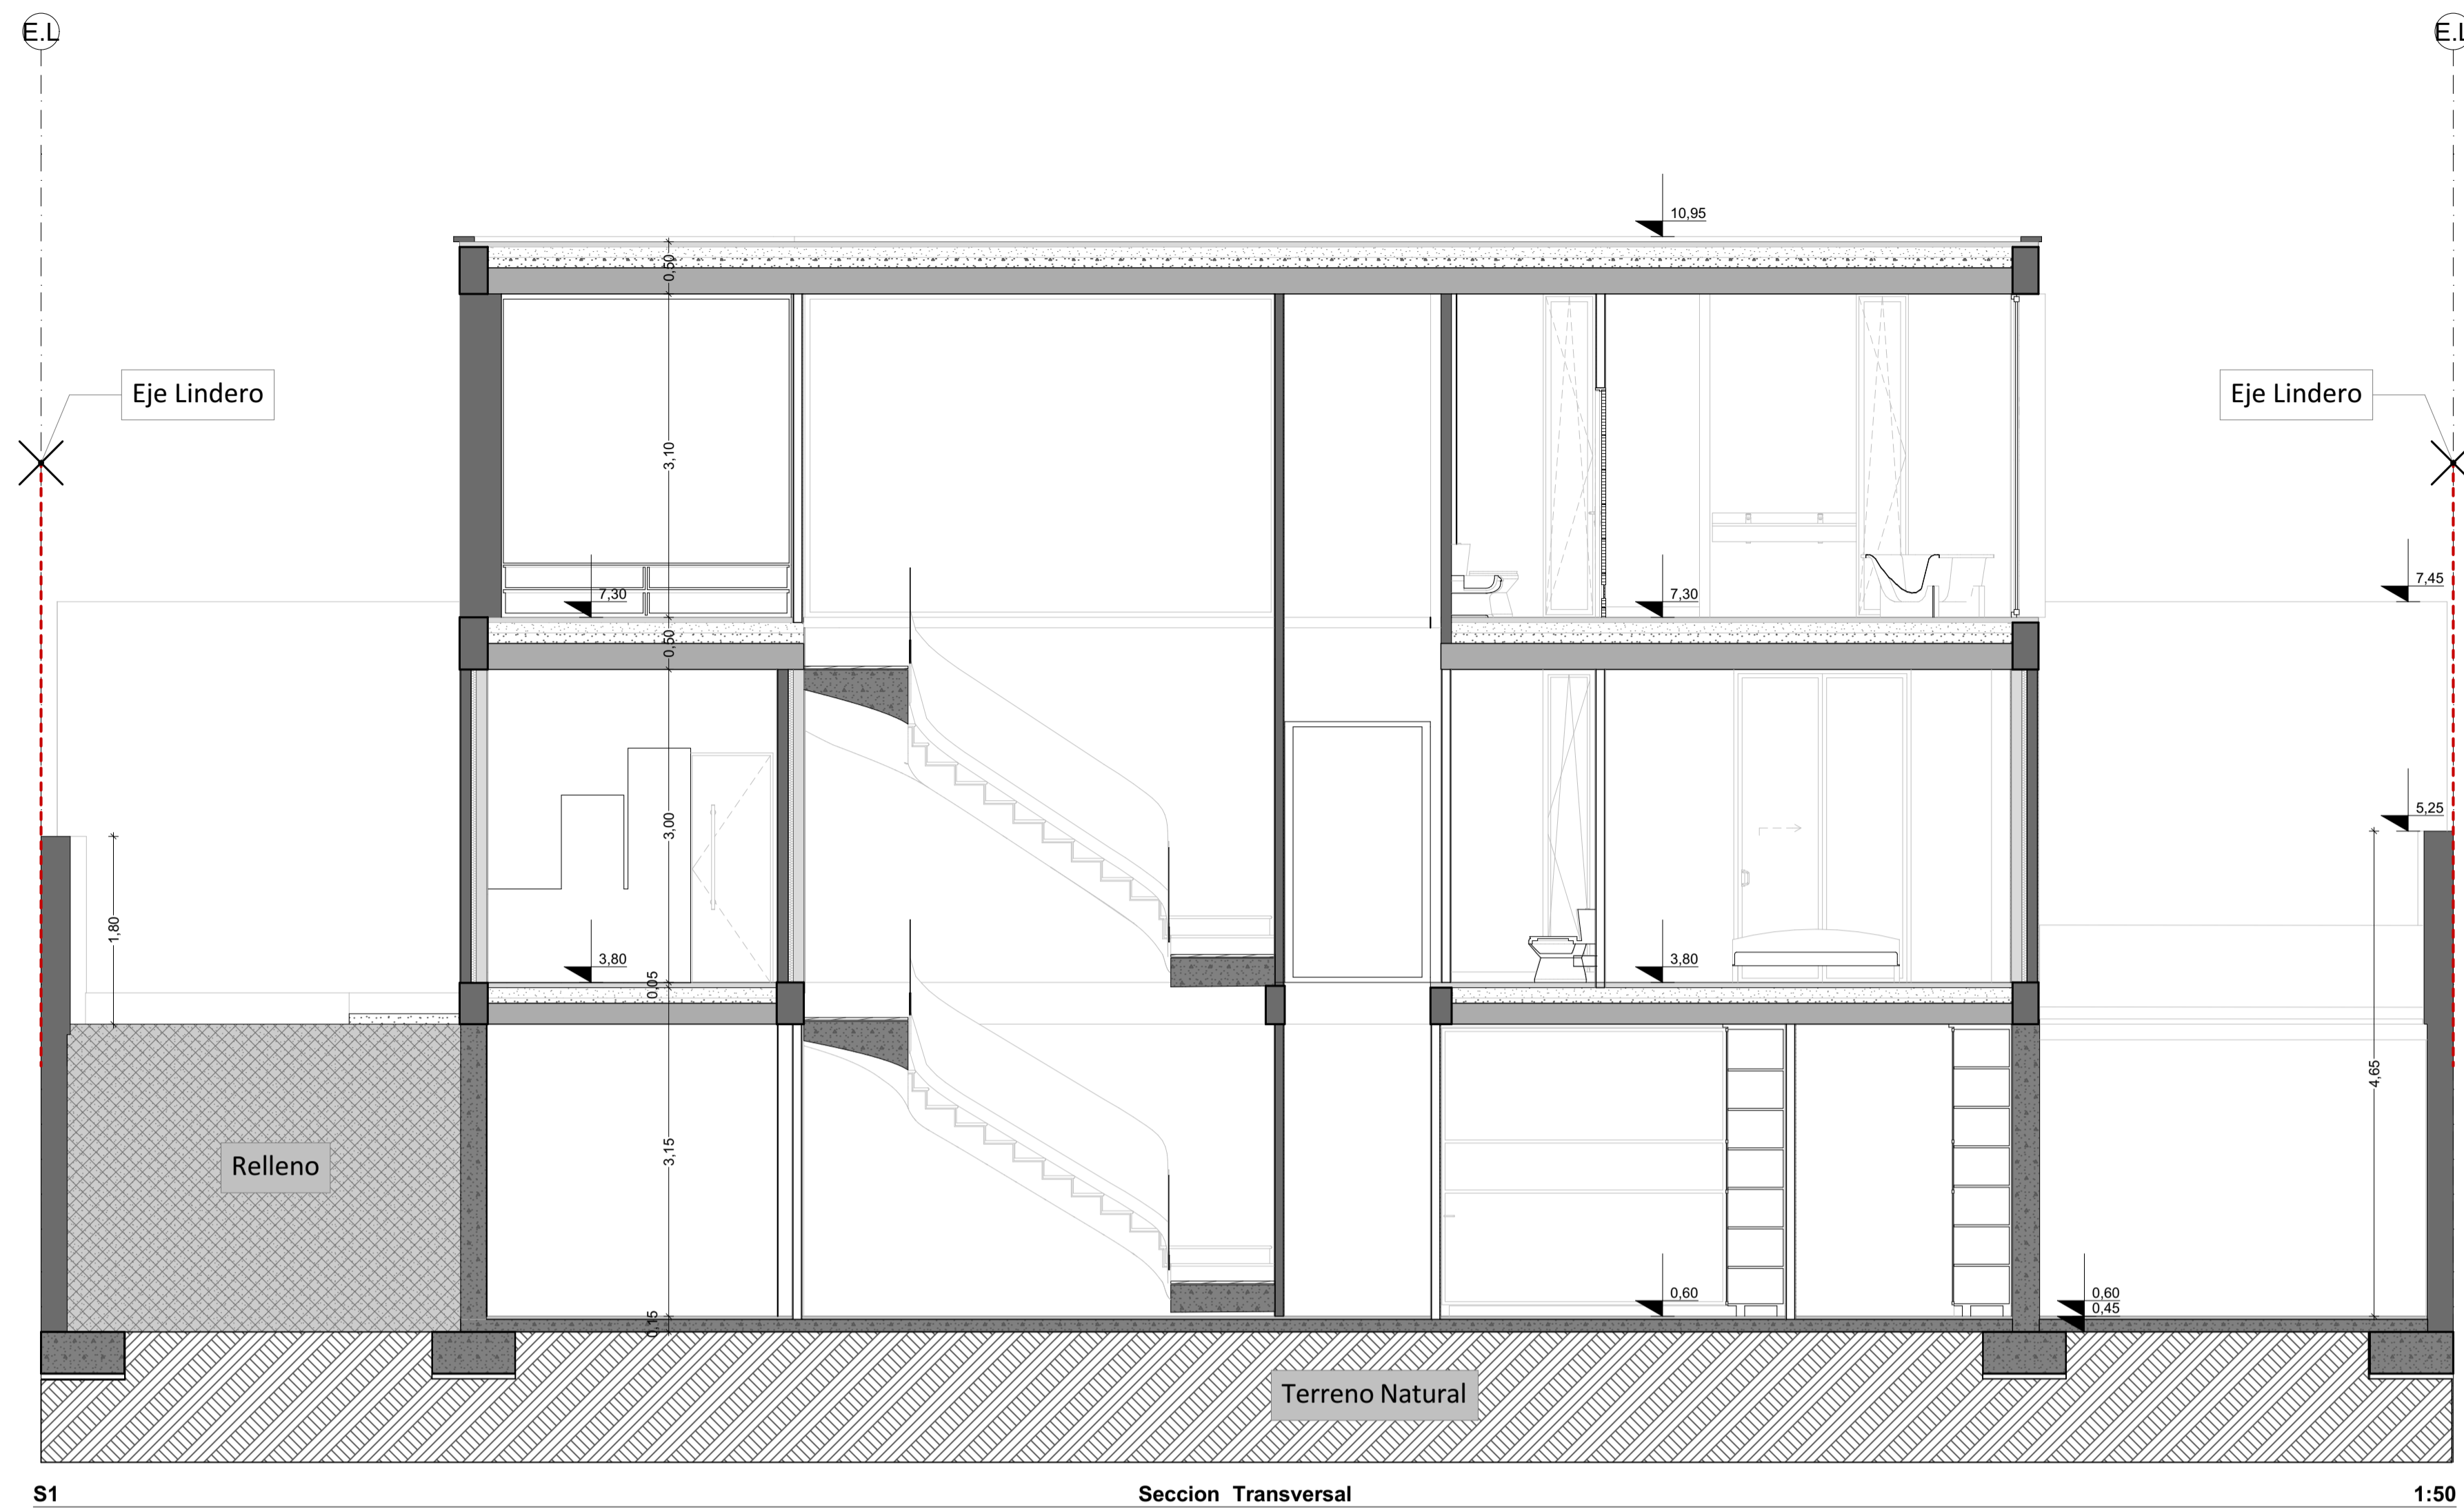 E.L
E.L
10,95
0,50
Eje Lindero
Eje Lindero
3,10
7,30
7,30
7,45
0,50
3,00
5,25
1,80
3,80
3,80
0,05
4,65
3,15
Relleno
0,60
0,60
0,45
0,15
Terreno Natural
S1
Seccion Transversal
1:50